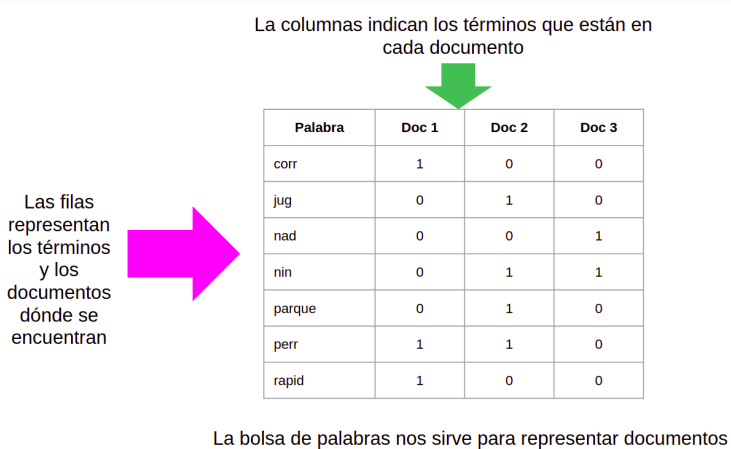 La columnas indican los términos que están en
cada documento
Palabra Doc 1 Doc 2 Doc 3
corr 1 0 0
jug 0 1 0
nad 0 0 1
nin 0 1 1
parque 0 1 0
perr 1 1 0
rapid 1 0 0
Las filas
representan
los términos
y los
documentos
dónde se
encuentran
La bolsa de palabras nos sirve para representar documentos